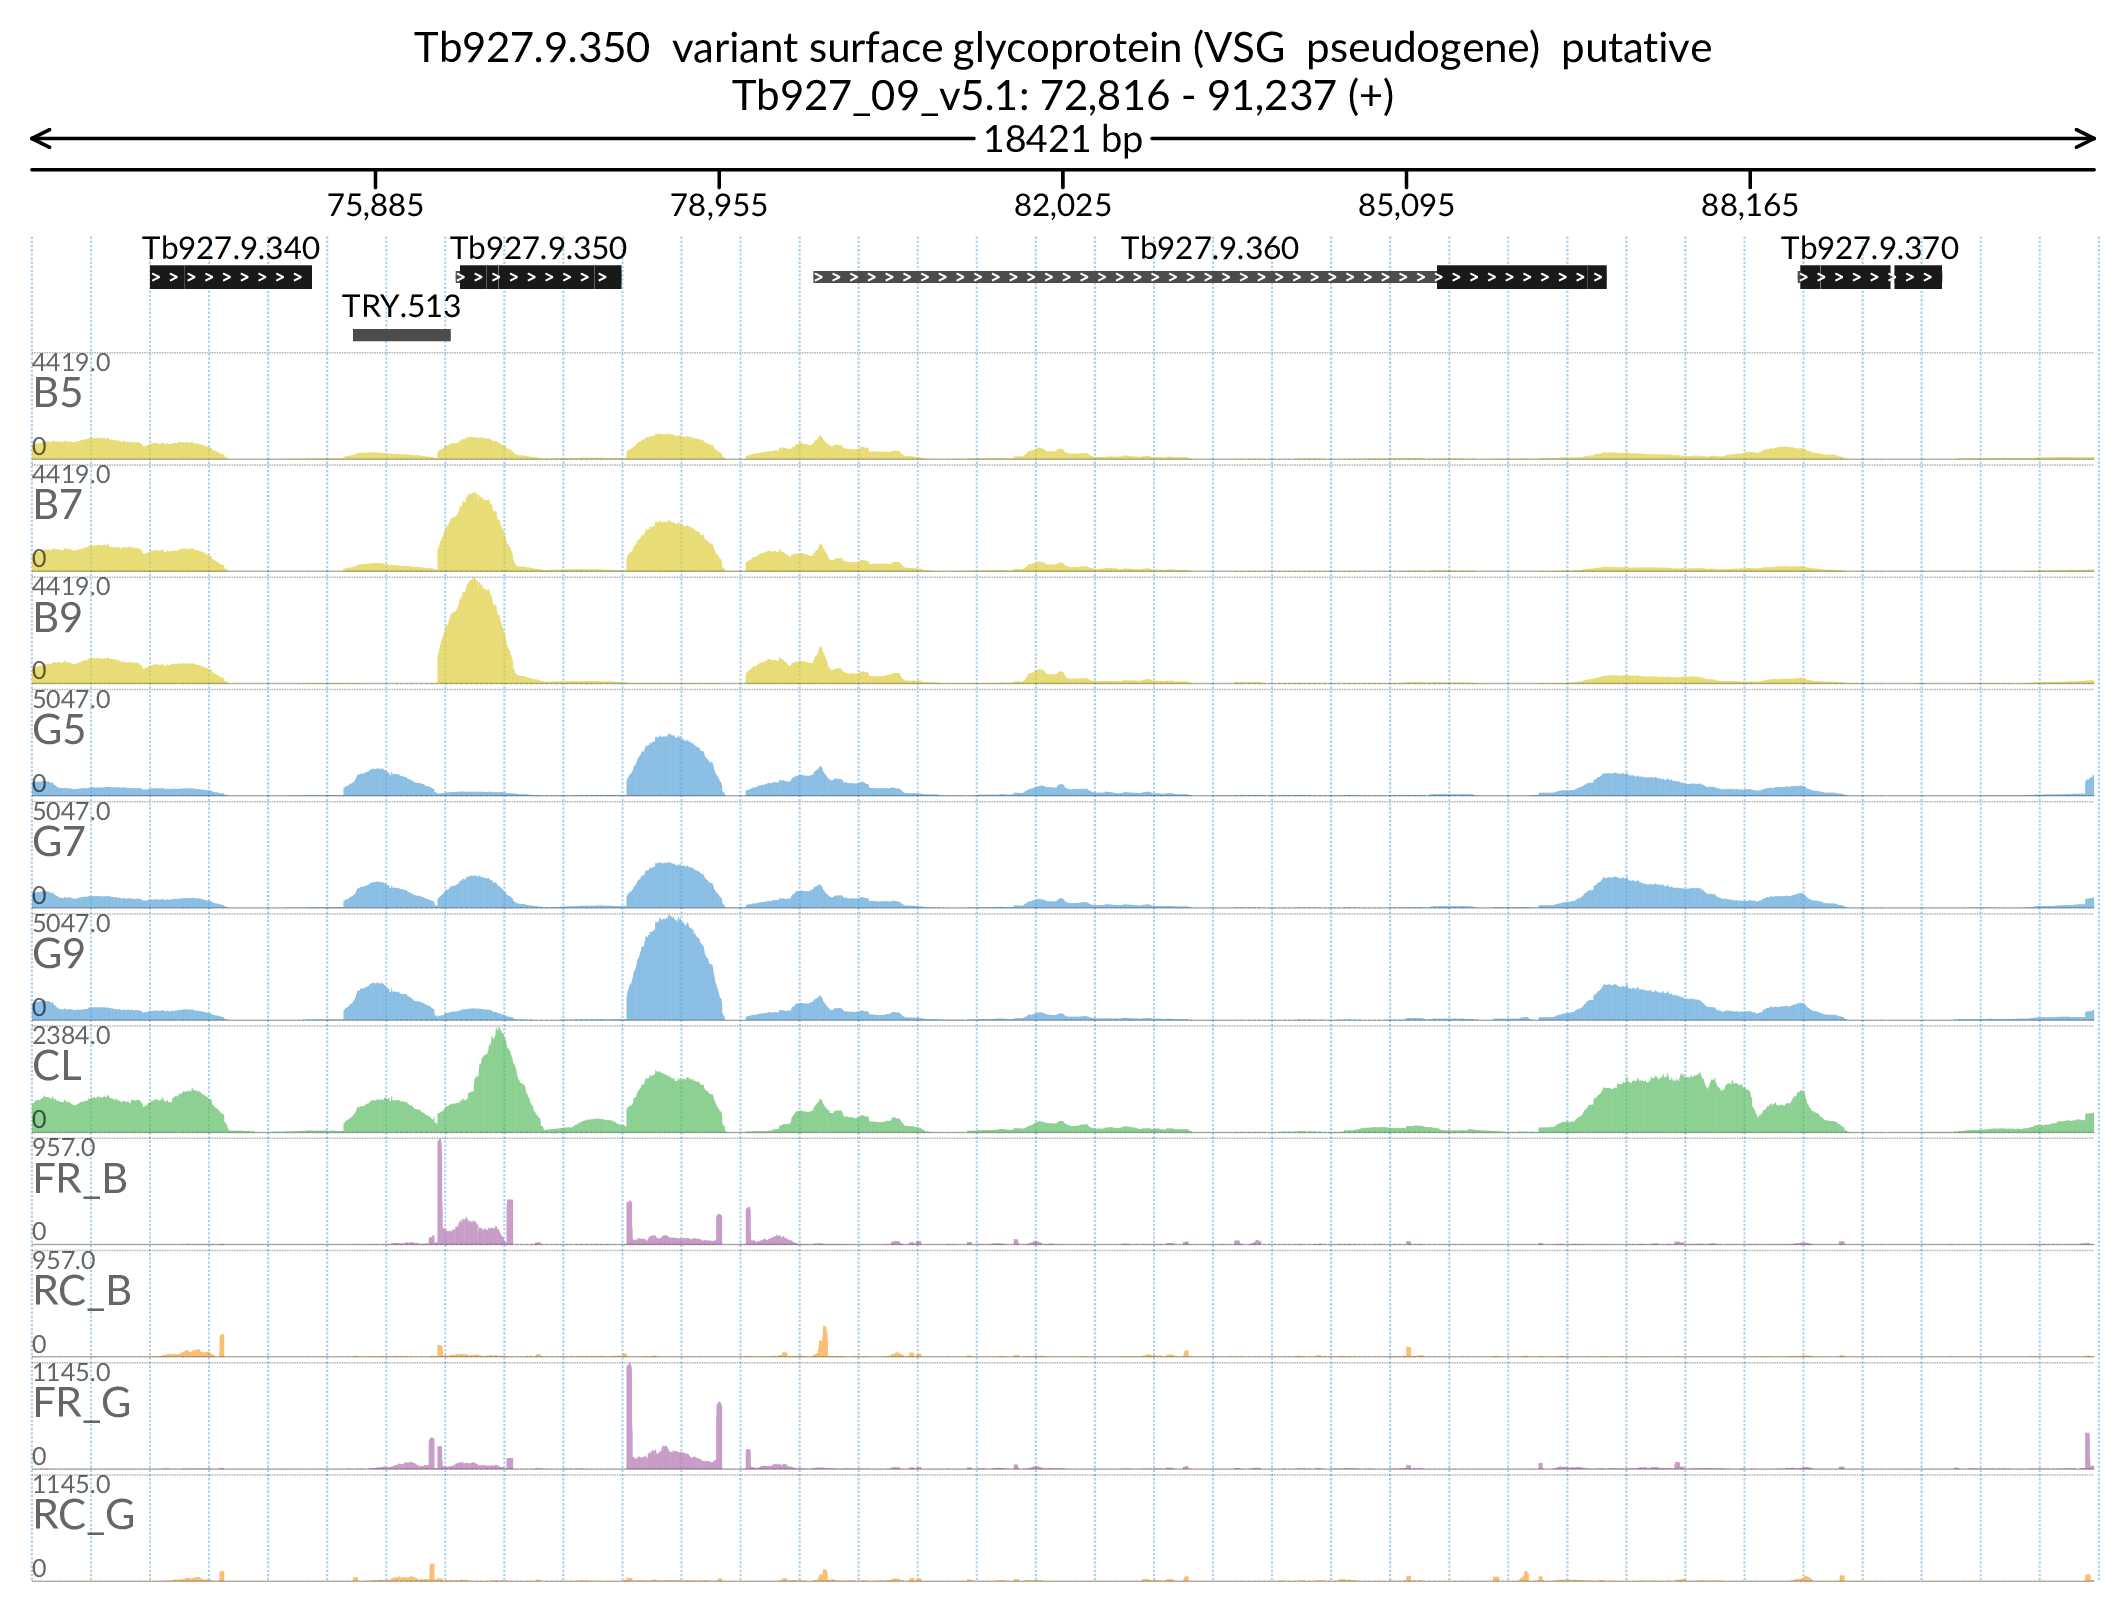 Tb927.9.350  variant surface glycoprotein (VSG  pseudogene)  putative
Tb927_09_v5.1: 72,816 - 91,237 (+)
18421 bp
75,885 78,955 82,025 85,095 88,165
Tb927.9.340 Tb927.9.350 Tb927.9.360 Tb927.9.370
TRY.513
4419.0
B5
0
4419.0
B7
0
4419.0
B9
0
5047.0
G5
0
5047.0
G7
0
5047.0
G9
0
2384.0
CL
0
957.0
FR_B
0
957.0
RC_B
0
1145.0
FR_G
0
1145.0
RC_G
0